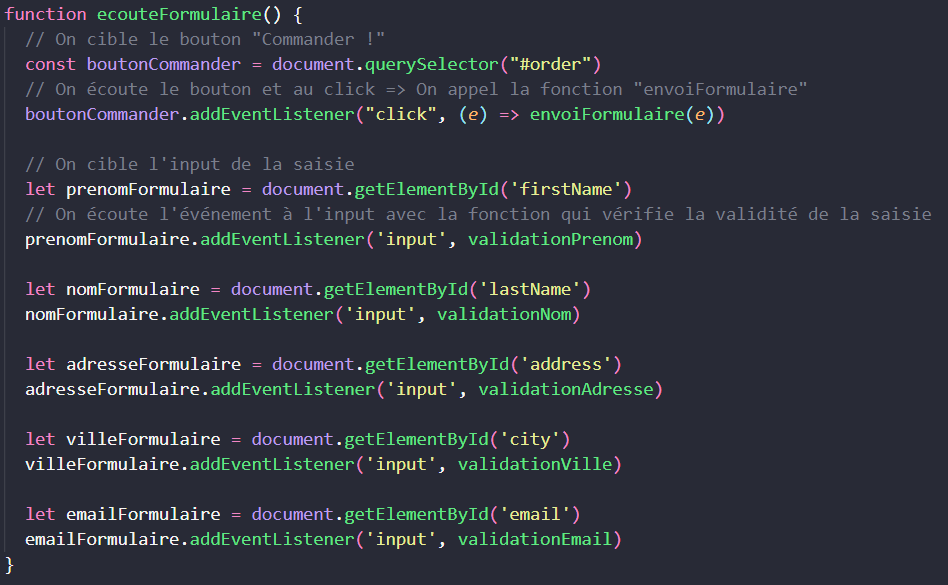 function ecouteFormulaire() {
// On cible le bouton "Commander !"
const boutonCommander = document.querySelector("#order")
// On écoute le bouton et au click => On appel la fonction "envoiFormulaire"
boutonCommander.addEventListener("click", (e) => envoiFormulaire(e))
// On cible l'input de la saisie
let prenomFormulaire = document.getElementById('firstName')
// On écoute l'événement à l'input avec la fonction qui vérifie la validité de la saisie
prenomFormulaire.addEventListener('input', validationPrenom)
let nomFormulaire = document.getElementById('lastName')
nomFormulaire.addEventListener('input', validationNom)
let adresseFormulaire = document.getElementById('address')
adresseFormulaire.addEventListener('input', validationAdresse)
let villeFormulaire = document.getElementById('city')
villeFormulaire.addEventListener('input', validationVille)
let emailFormulaire = document.getElementById('email')
emailFormulaire.addEventListener('input', validationEmail)
}